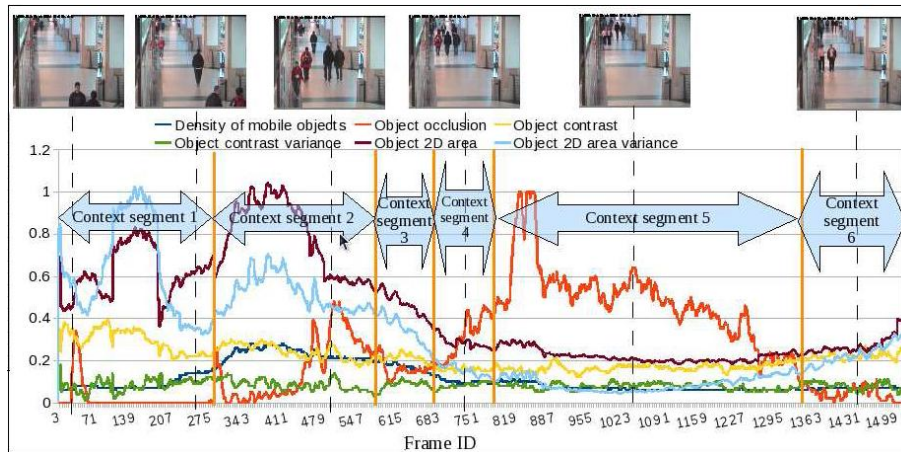 Density of mobile objects Object occlusion Object contrast
Object contrast variance Object 2D area Object 2D area variance
1.2
1
0.8
0.6
0.4
0.2
0
Context segment 1
Context segment 2
Context
segment
3
Context
segment
4
Context segment 5
Context
segment
6
3 71 139 207 275 343 411 479 547 615 683 751 819 887 955 1023 1091 1159 1227 1295 1363 1431 1499
Frame ID